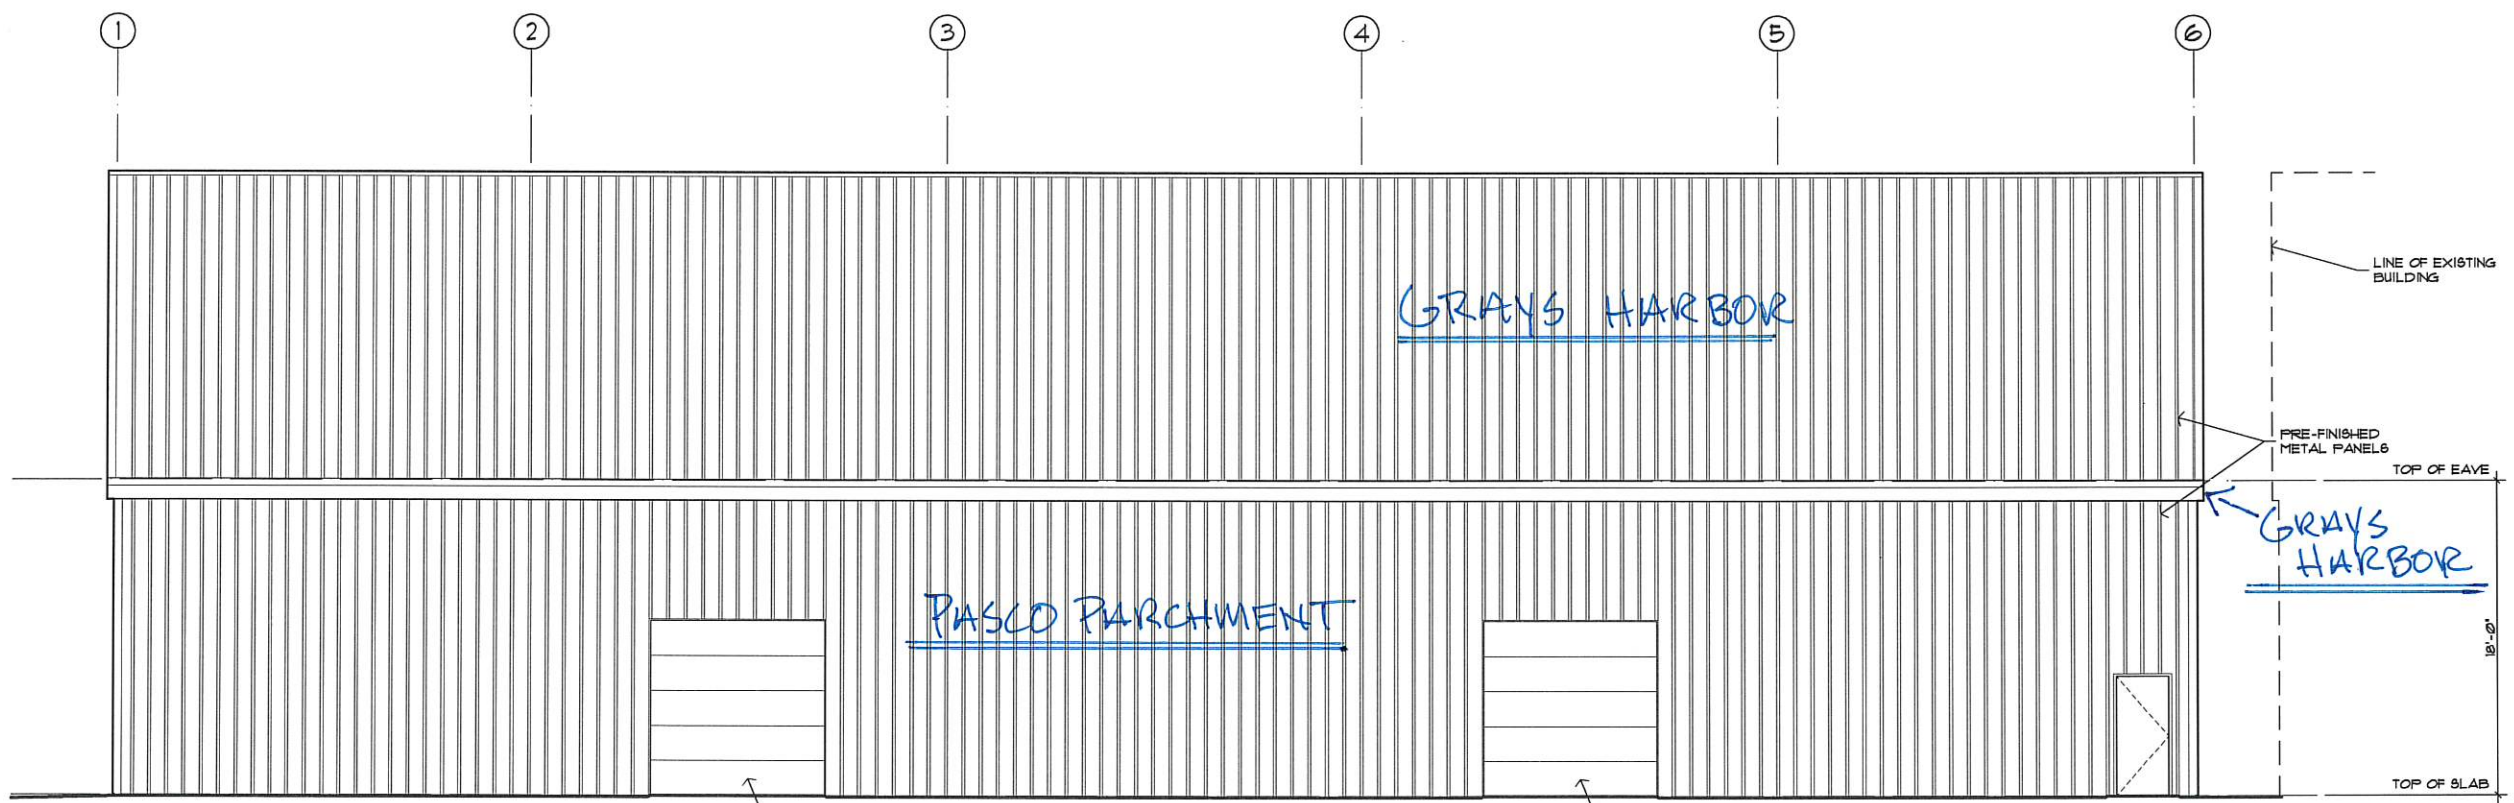 1 2 3 4 5 6
GRAYS HARBOR
LINE OF EXISTING
BUILDING
PRE-FINISHED
METAL PANELS
TOP OF EAVE
GRAYS
HARBOR
PASCO PARCHMENT
18'-0"
TOP OF SLAB